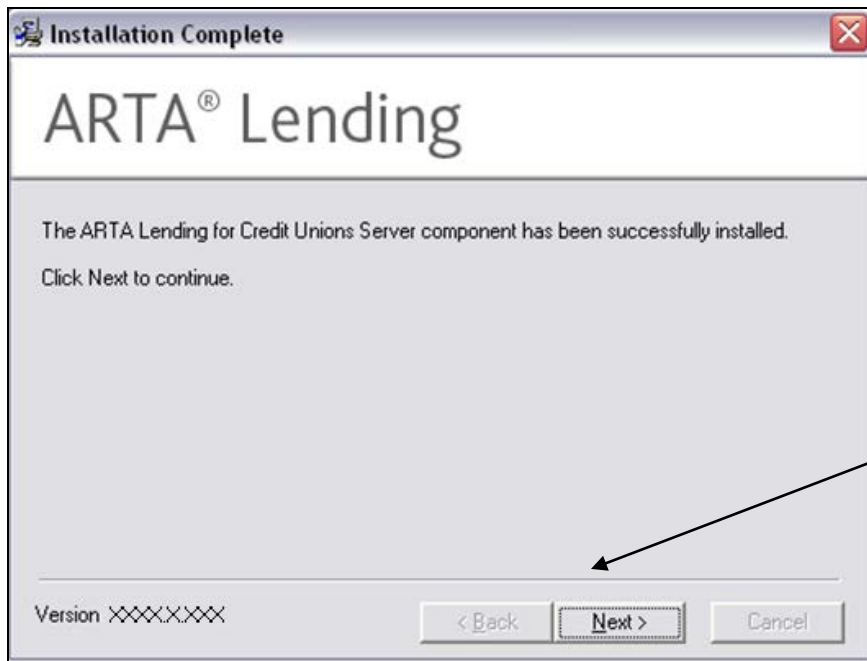 Installation Complete
ARTA® Lending
The ARTA Lending for Credit Unions Server component has been successfully installed.
Click Next to continue.
Version XXXX.X.XXX
< Back
Next >
Cancel